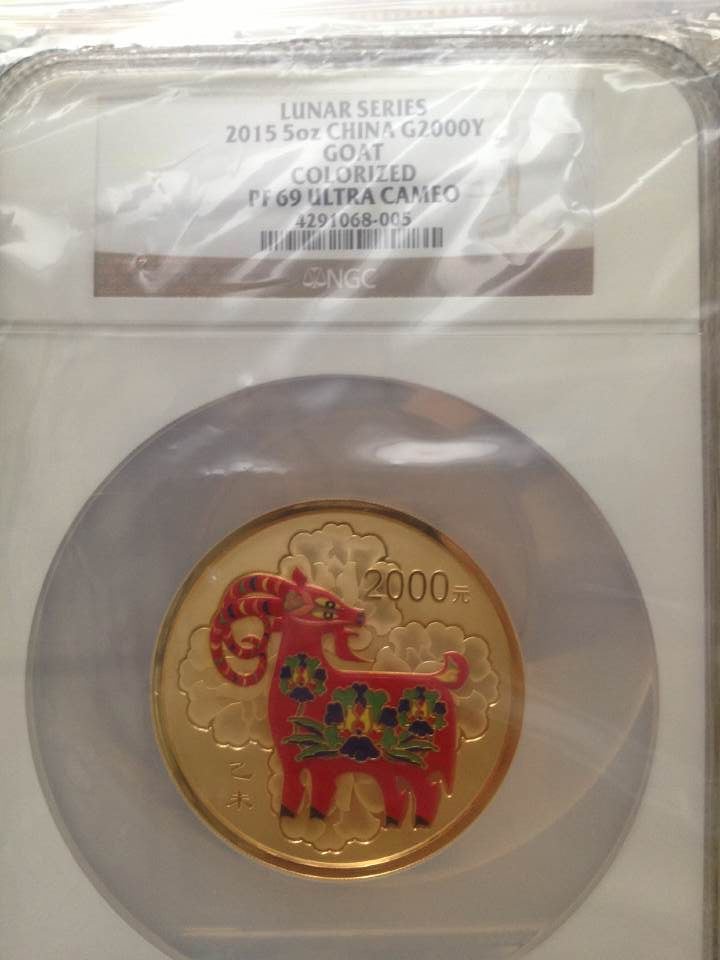 LUNAR SERIES
2015 5oz CHINA G2000Y
GOAT
COLORIZED
PF 69 ULTRA CAMEO
4291068-005
NGC
2000元
乙
未